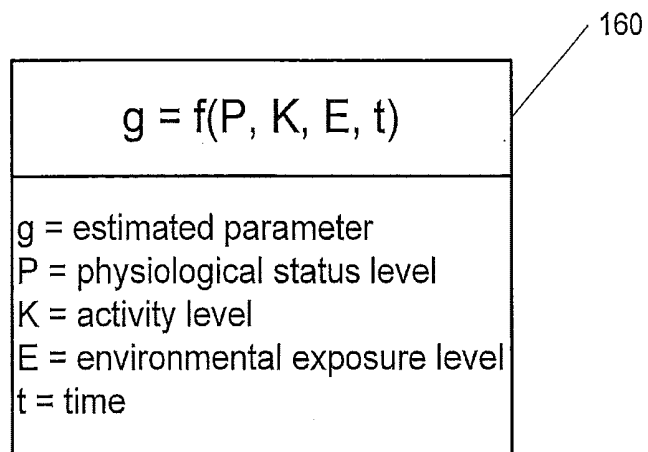 160
g = f(P, K, E, t)
g = estimated parameter
P = physiological status level
K = activity level
E = environmental exposure level
t = time